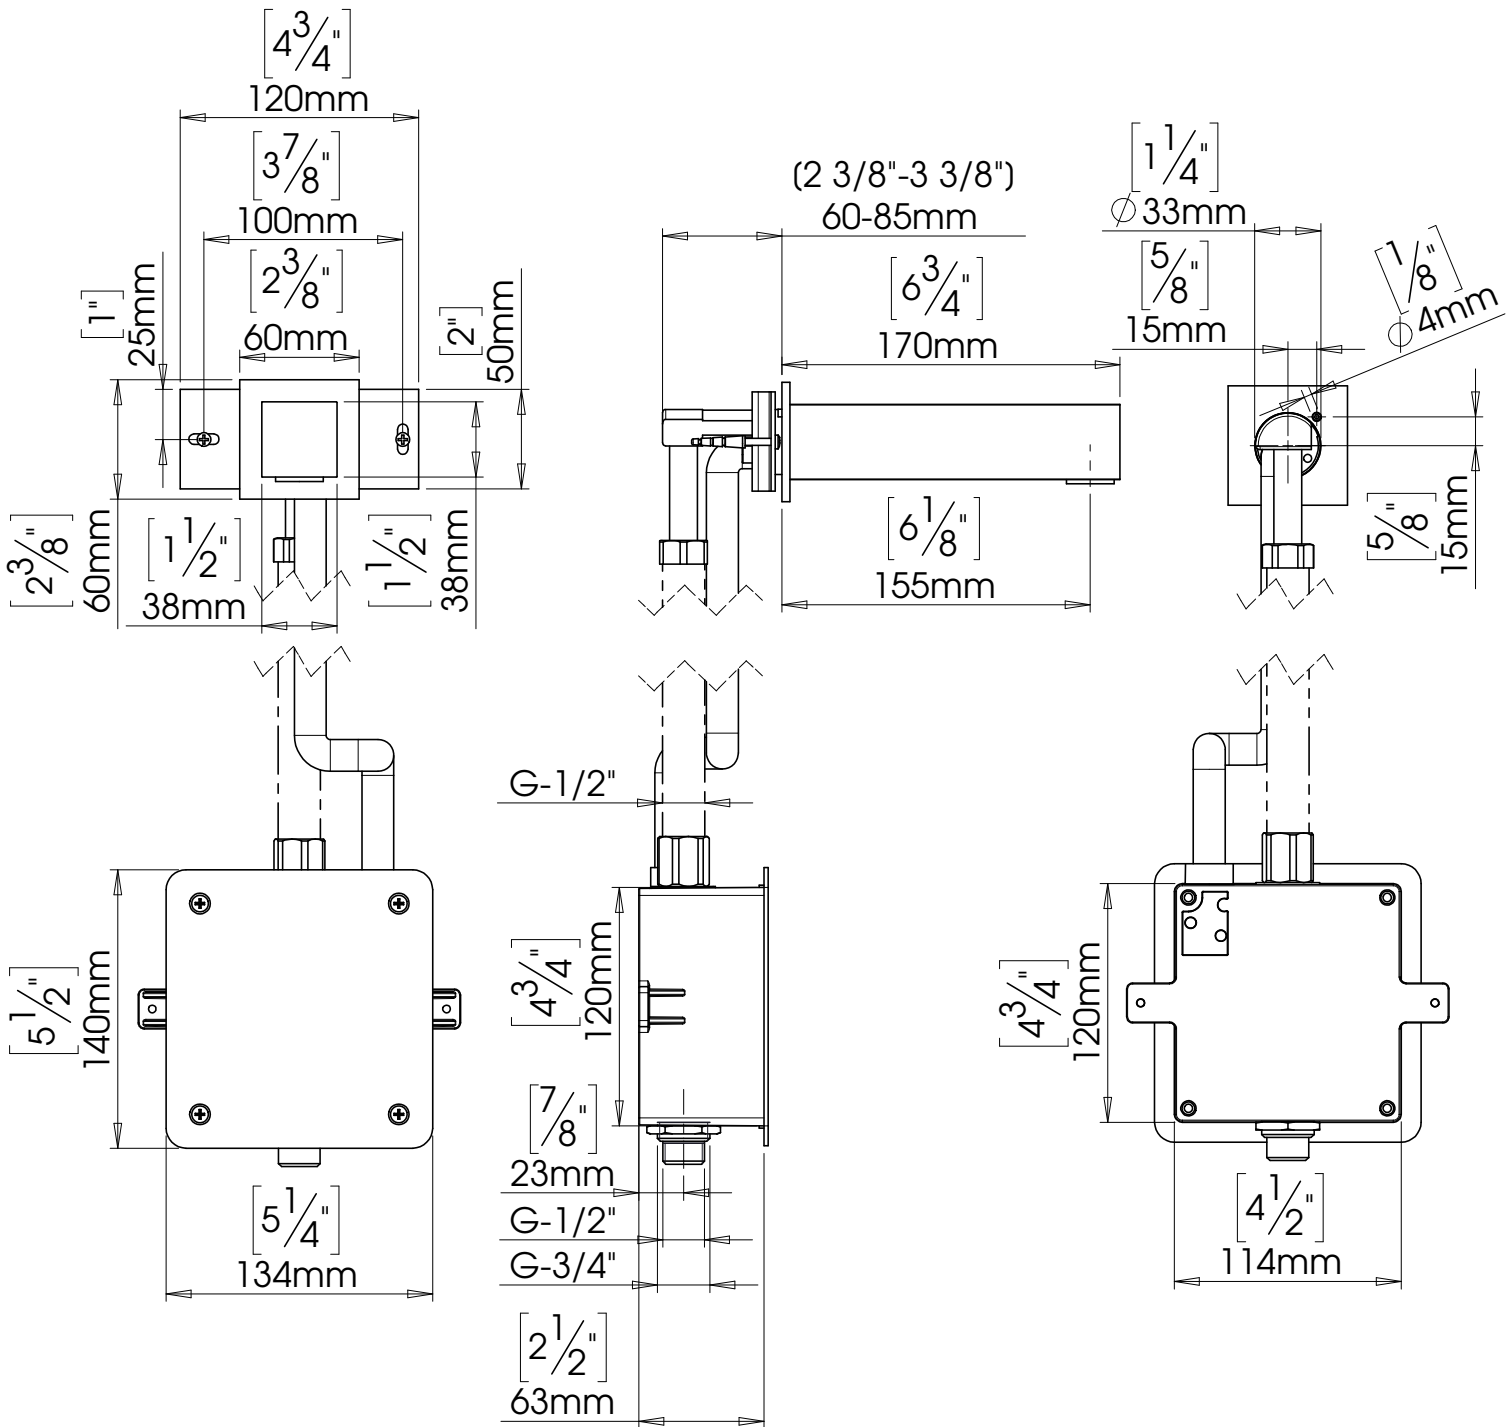 [4 3/4"]
120mm
[3 7/8"]
100mm
[2 3/8"]
60mm
[1"]
25mm
[2"]
50mm
[2 3/8"]
60mm
[1 1/2"]
38mm
[1 1/2"]
38mm
(2 3/8"-3 3/8")
60-85mm
[6 3/4"]
170mm
[6 1/8"]
155mm
[1 1/4"]
∅33mm
[5/8"]
15mm
[1/8"]
∅4mm
[5/8"]
15mm
[5 1/2"]
140mm
[5 1/4"]
134mm
G-1/2"
[4 3/4"]
120mm
[7/8"]
23mm
G-1/2"
G-3/4"
[2 1/2"]
63mm
[4 3/4"]
120mm
[4 1/2"]
114mm